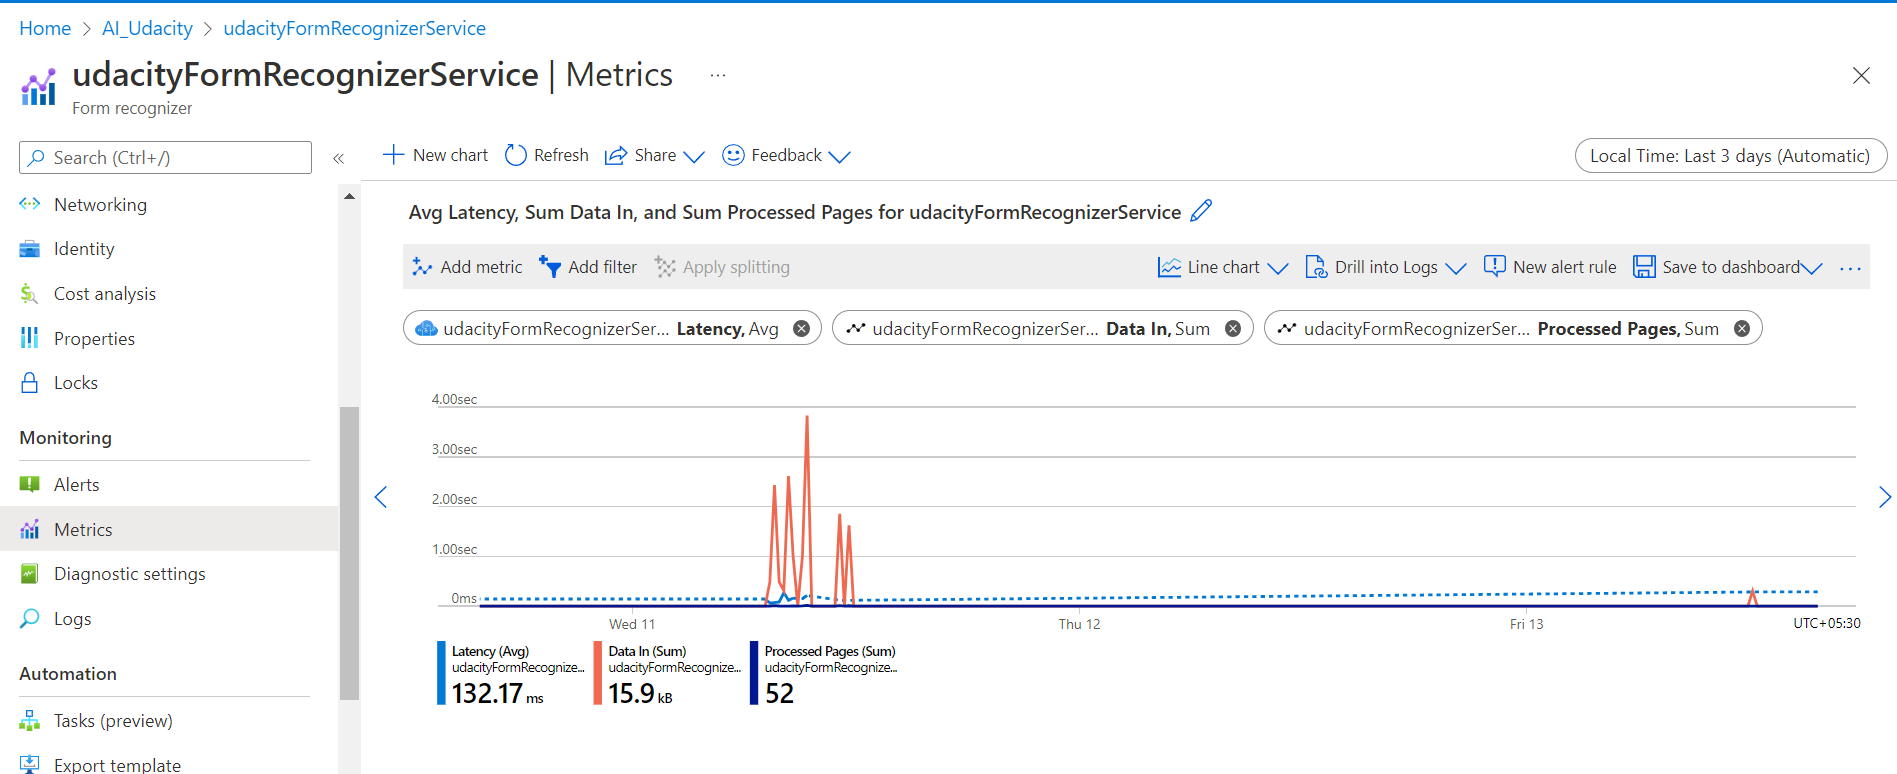 Home > AI_Udacity > udacityFormRecognizerService
udacityFormRecognizerService | Metrics ...
Form recognizer
Search (Ctrl+/)
«
Networking
Identity
Cost analysis
Properties
Locks
Monitoring
Alerts
Metrics
Diagnostic settings
Logs
Automation
Tasks (preview)
Export template
New chart Refresh Share Feedback
Local Time: Last 3 days (Automatic)
Avg Latency, Sum Data In, and Sum Processed Pages for udacityFormRecognizerService
Add metric Add filter Apply splitting Line chart Drill into Logs New alert rule Save to dashboard ...
udacityFormRecognizerSer... Latency, Avg udacityFormRecognizerSer... Data In, Sum udacityFormRecognizerSer... Processed Pages, Sum
4.00sec
3.00sec
2.00sec
1.00sec
0ms
Wed 11 Thu 12 Fri 13 UTC+05:30
Latency (Avg)
udacityFormRecognize...
132.17 ms
Data In (Sum)
udacityFormRecognize...
15.9 kB
Processed Pages (Sum)
udacityFormRecognize...
52